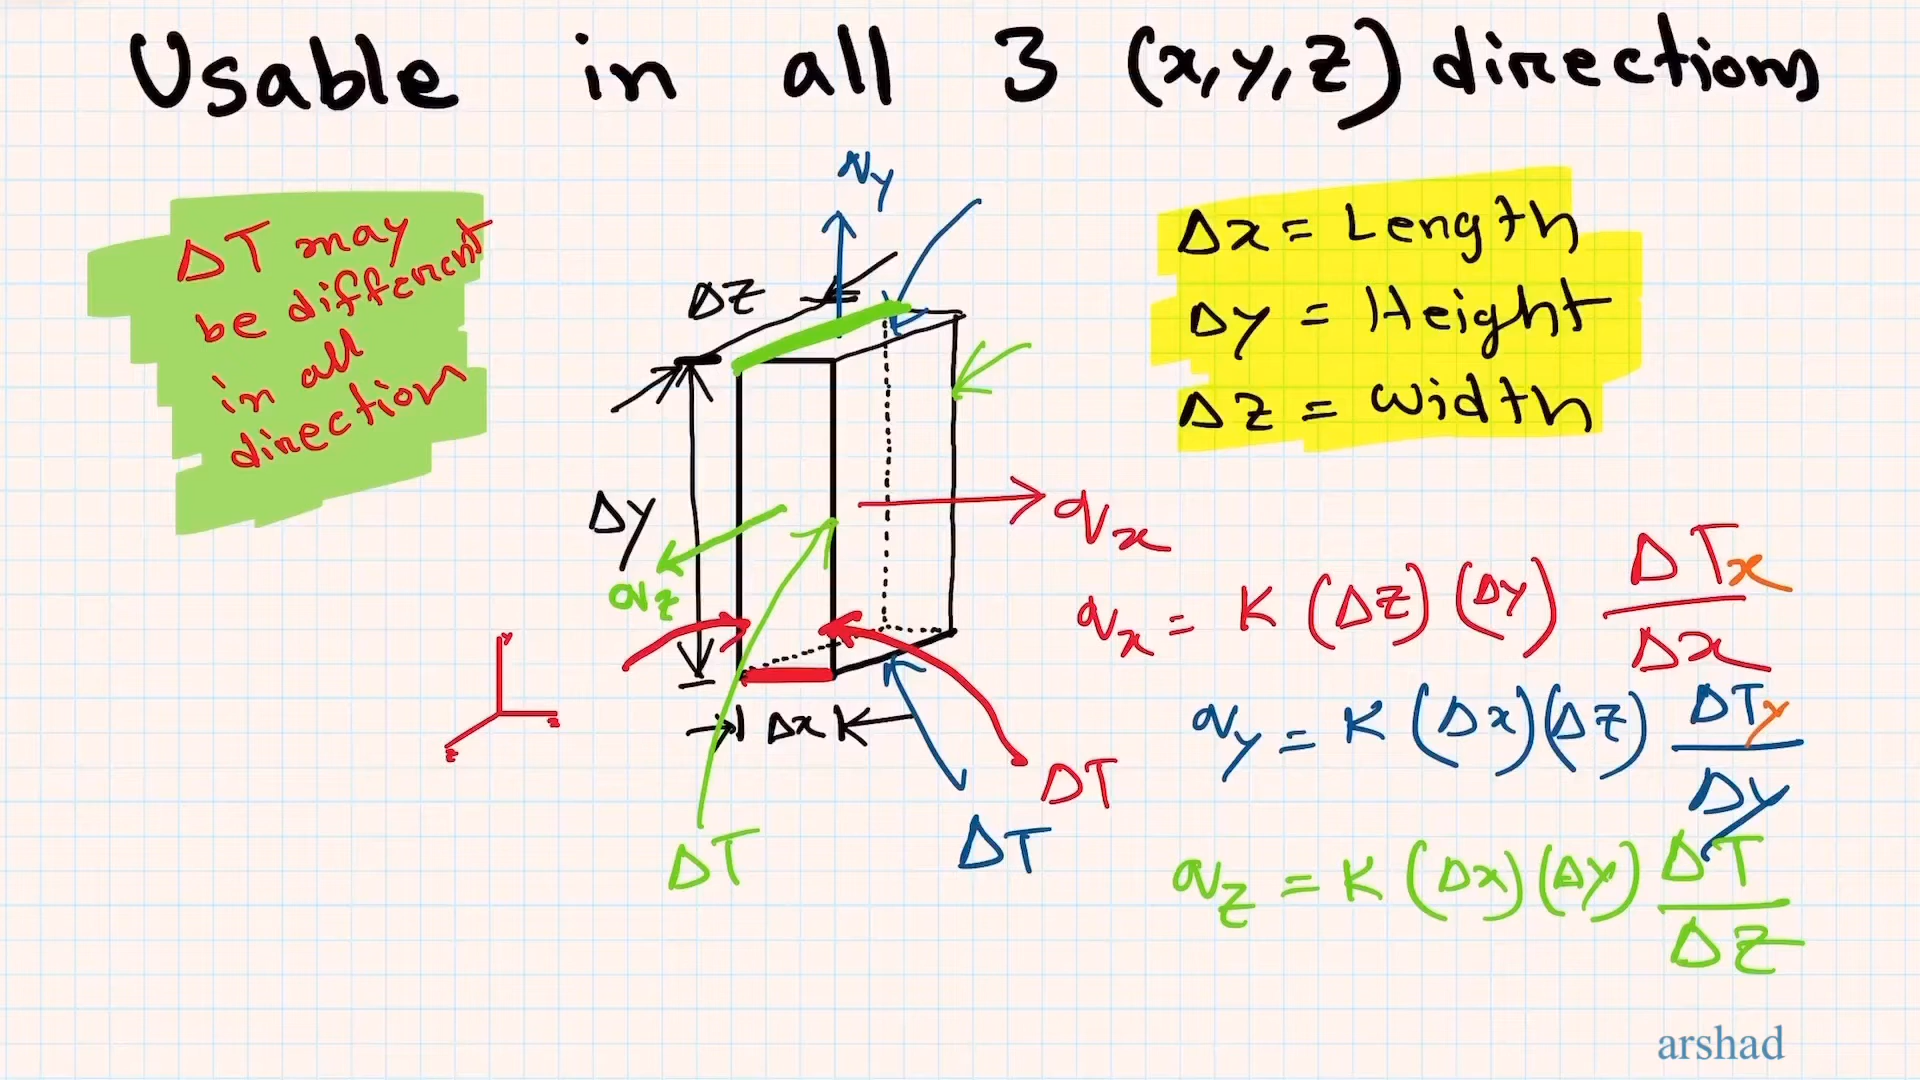 Usable in all 3 (x,y,z) directions
ΔT may
be different
in all
direction
Δx = Length
Δy = Height
Δz = Width
qy
Δz
Δy
qx
qz
Δx
y
x
z
ΔT
ΔT
ΔT
qx = K (Δz) (Δy) ΔTx / Δx
qy = K (Δx)(Δz) ΔTy / Δy
qz = K (Δx)(Δy) ΔT / Δz
arshad